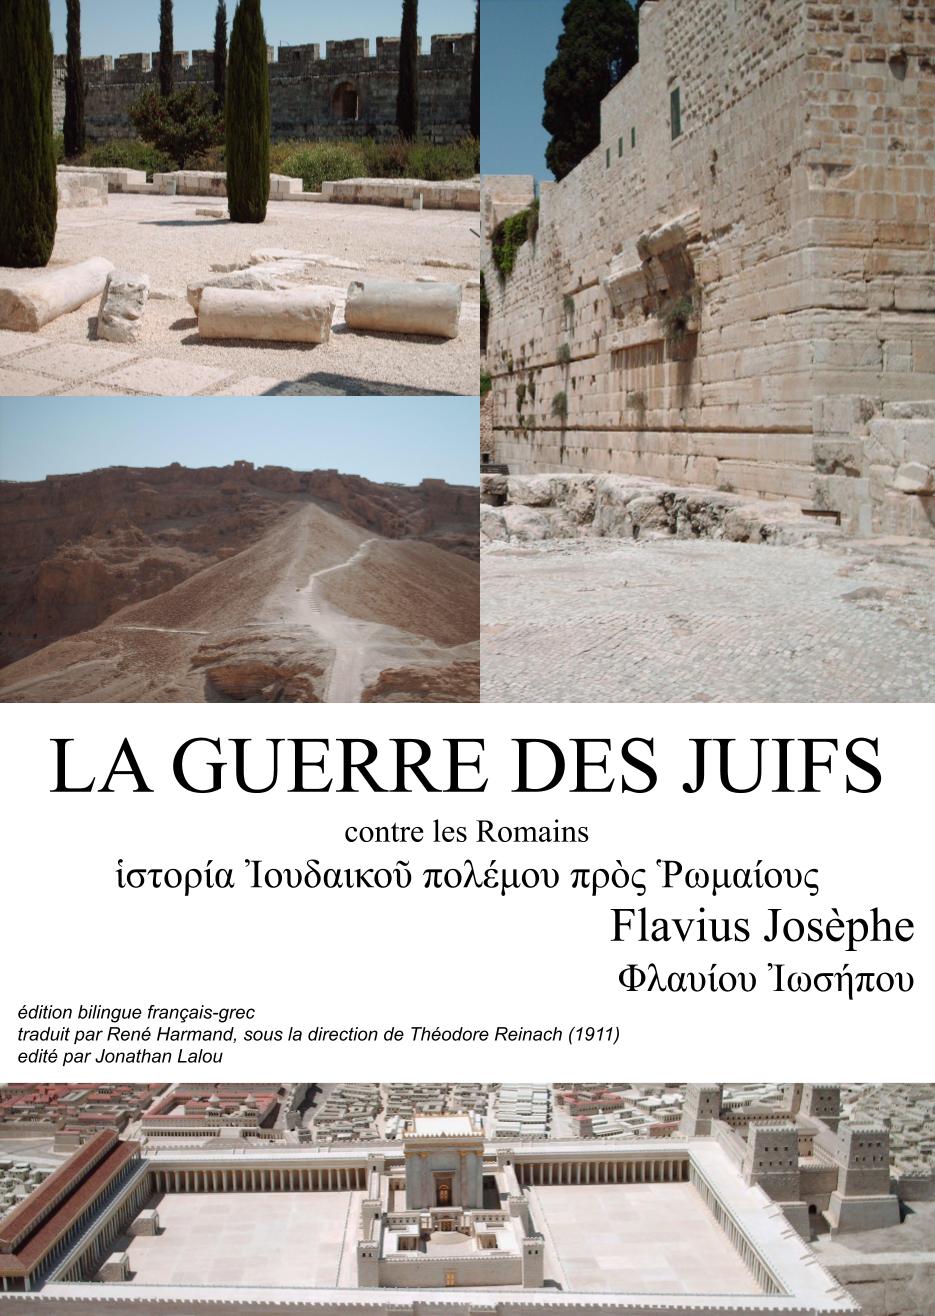 LA GUERRE DES JUIFS
contre les Romains
ἱστορία Ἰουδαικοῦ πολέμου πρὸς Ῥωμαίους
Flavius Josèphe
Φλαυίου Ἰωσήπου
édition bilingue français-grec
traduit par René Harmand, sous la direction de Théodore Reinach (1911)
edité par Jonathan Lalou